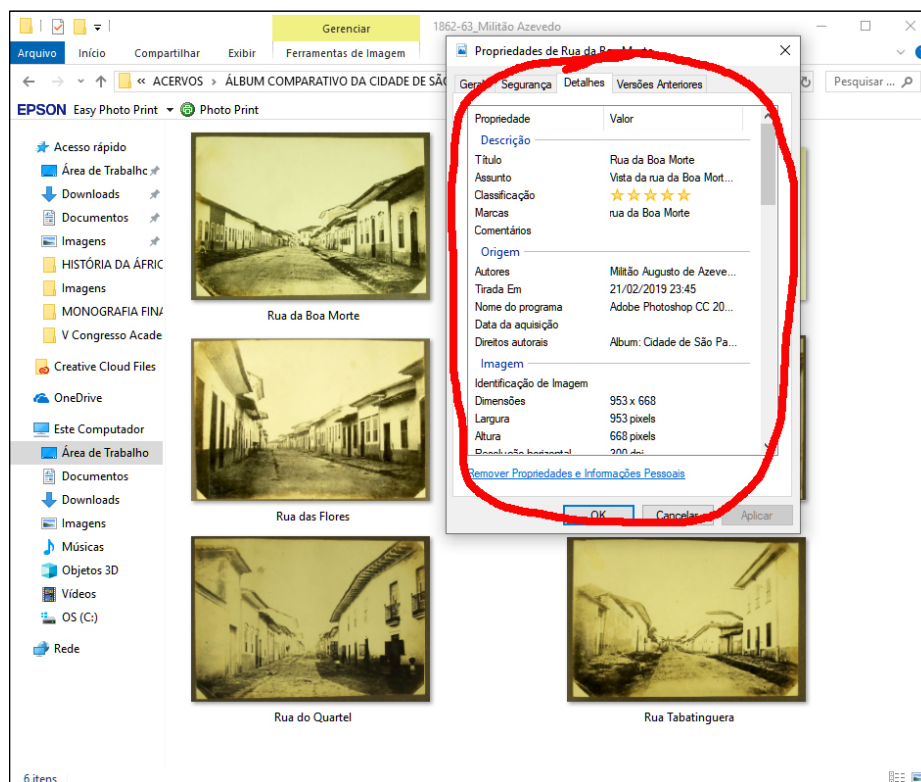 Gerenciar
1862-63_Militão Azevedo
Arquivo Início Compartilhar Exibir Ferramentas de Imagem
« ACERVOS › ÁLBUM COMPARATIVO DA CIDADE DE SÃ
Pesquisar ...
EPSON Easy Photo Print Photo Print
Acesso rápido
Área de Trabalhc
Downloads
Documentos
Imagens
HISTÓRIA DA ÁFRIC
Imagens
MONOGRAFIA FINA
V Congresso Acade
Creative Cloud Files
OneDrive
Este Computador
Área de Trabalho
Documentos
Downloads
Imagens
Músicas
Objetos 3D
Vídeos
OS (C:)
Rede
6 itens
Rua da Boa Morte
Rua das Flores
Rua do Quartel
Rua Tabatinguera
Propriedades de Rua da Boa Morte
Geral Segurança Detalhes Versões Anteriores
Propriedade Valor
Descrição
Título Rua da Boa Morte
Assunto Vista da rua da Boa Mort...
Classificação
Marcas rua da Boa Morte
Comentários
Origem
Autores Militão Augusto de Azeve...
Tirada Em 21/02/2019 23:45
Nome do programa Adobe Photoshop CC 20...
Data da aquisição
Direitos autorais Album: Cidade de São Pa...
Imagem
Identificação de Imagem
Dimensões 953 x 668
Largura 953 pixels
Altura 668 pixels
Resolução horizontal 300 dpi
Remover Propriedades e Informações Pessoais
OK Cancelar Aplicar